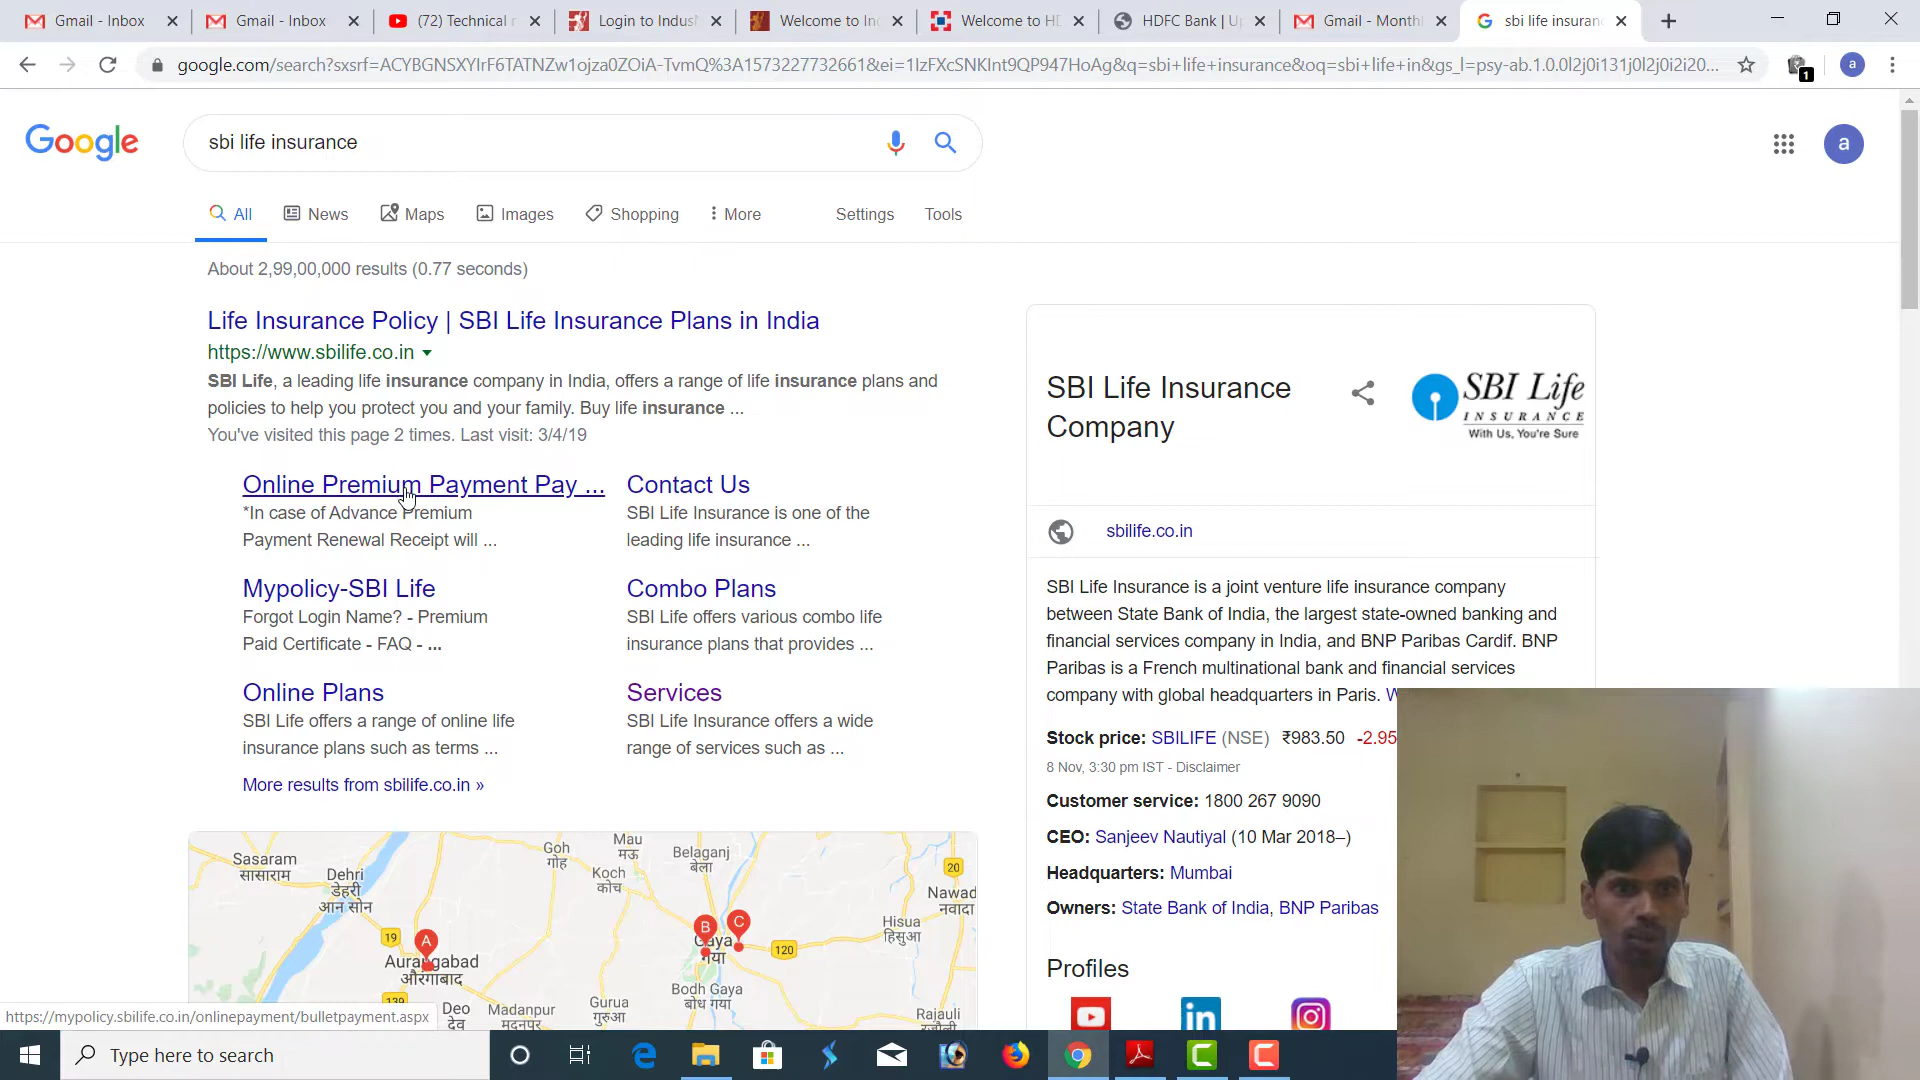 Gmail - Inbox
Gmail - Inbox
(72) Technical
Login to Indus
Welcome to In
Welcome to HD
HDFC Bank | U
Gmail - Month
sbi life insuran
google.com/search?sxsrf=ACYBGNSXYIrF6TATNZw1ojza0ZOiA-TvmQ%3A1573227732661&ei=1IzFXcSNKInt9QP947HoAg&q=sbi+life+insurance&oq=sbi+life+in&gs_l=psy-ab.1.0.0l2j0i131j0l2j0i2i20...
1
a
Google
sbi life insurance
a
All
News
Maps
Images
Shopping
More
Settings
Tools
About 2,99,00,000 results (0.77 seconds)
Life Insurance Policy | SBI Life Insurance Plans in India
https://www.sbilife.co.in
SBI Life, a leading life insurance company in India, offers a range of life insurance plans and
policies to help you protect you and your family. Buy life insurance ...
You've visited this page 2 times. Last visit: 3/4/19
Online Premium Payment Pay ...
*In case of Advance Premium
Payment Renewal Receipt will ...
Contact Us
SBI Life Insurance is one of the
leading life insurance ...
Mypolicy-SBI Life
Forgot Login Name? - Premium
Paid Certificate - FAQ - ...
Combo Plans
SBI Life offers various combo life
insurance plans that provides ...
Online Plans
SBI Life offers a range of online life
insurance plans such as terms ...
Services
SBI Life Insurance offers a wide
range of services such as ...
More results from sbilife.co.in »
Sasaram
सासाराम
Dehri
डेहरी
आन सोन
Goh
गोह
Mau
मऊ
Koch
कोच
Belaganj
बेला
20
Nawad
नवादा
Hisua
हिसुआ
19
A
Aurangabad
औरंगाबाद
B
C
Gaya
गया
120
139
Deo
देव
Madanpur
मदनपुर
Gurua
गुरुआ
Bodh Gaya
बोध गया
Rajauli
रजौली
SBI Life Insurance
Company
SBI Life
INSURANCE
With Us, You're Sure
sbilife.co.in
SBI Life Insurance is a joint venture life insurance company
between State Bank of India, the largest state-owned banking and
financial services company in India, and BNP Paribas Cardif. BNP
Paribas is a French multinational bank and financial services
company with global headquarters in Paris. W
Stock price: SBILIFE (NSE) ₹983.50 -2.95
8 Nov, 3:30 pm IST - Disclaimer
Customer service: 1800 267 9090
CEO: Sanjeev Nautiyal (10 Mar 2018–)
Headquarters: Mumbai
Owners: State Bank of India, BNP Paribas
Profiles
https://mypolicy.sbilife.co.in/onlinepayment/bulletpayment.aspx
Type here to search